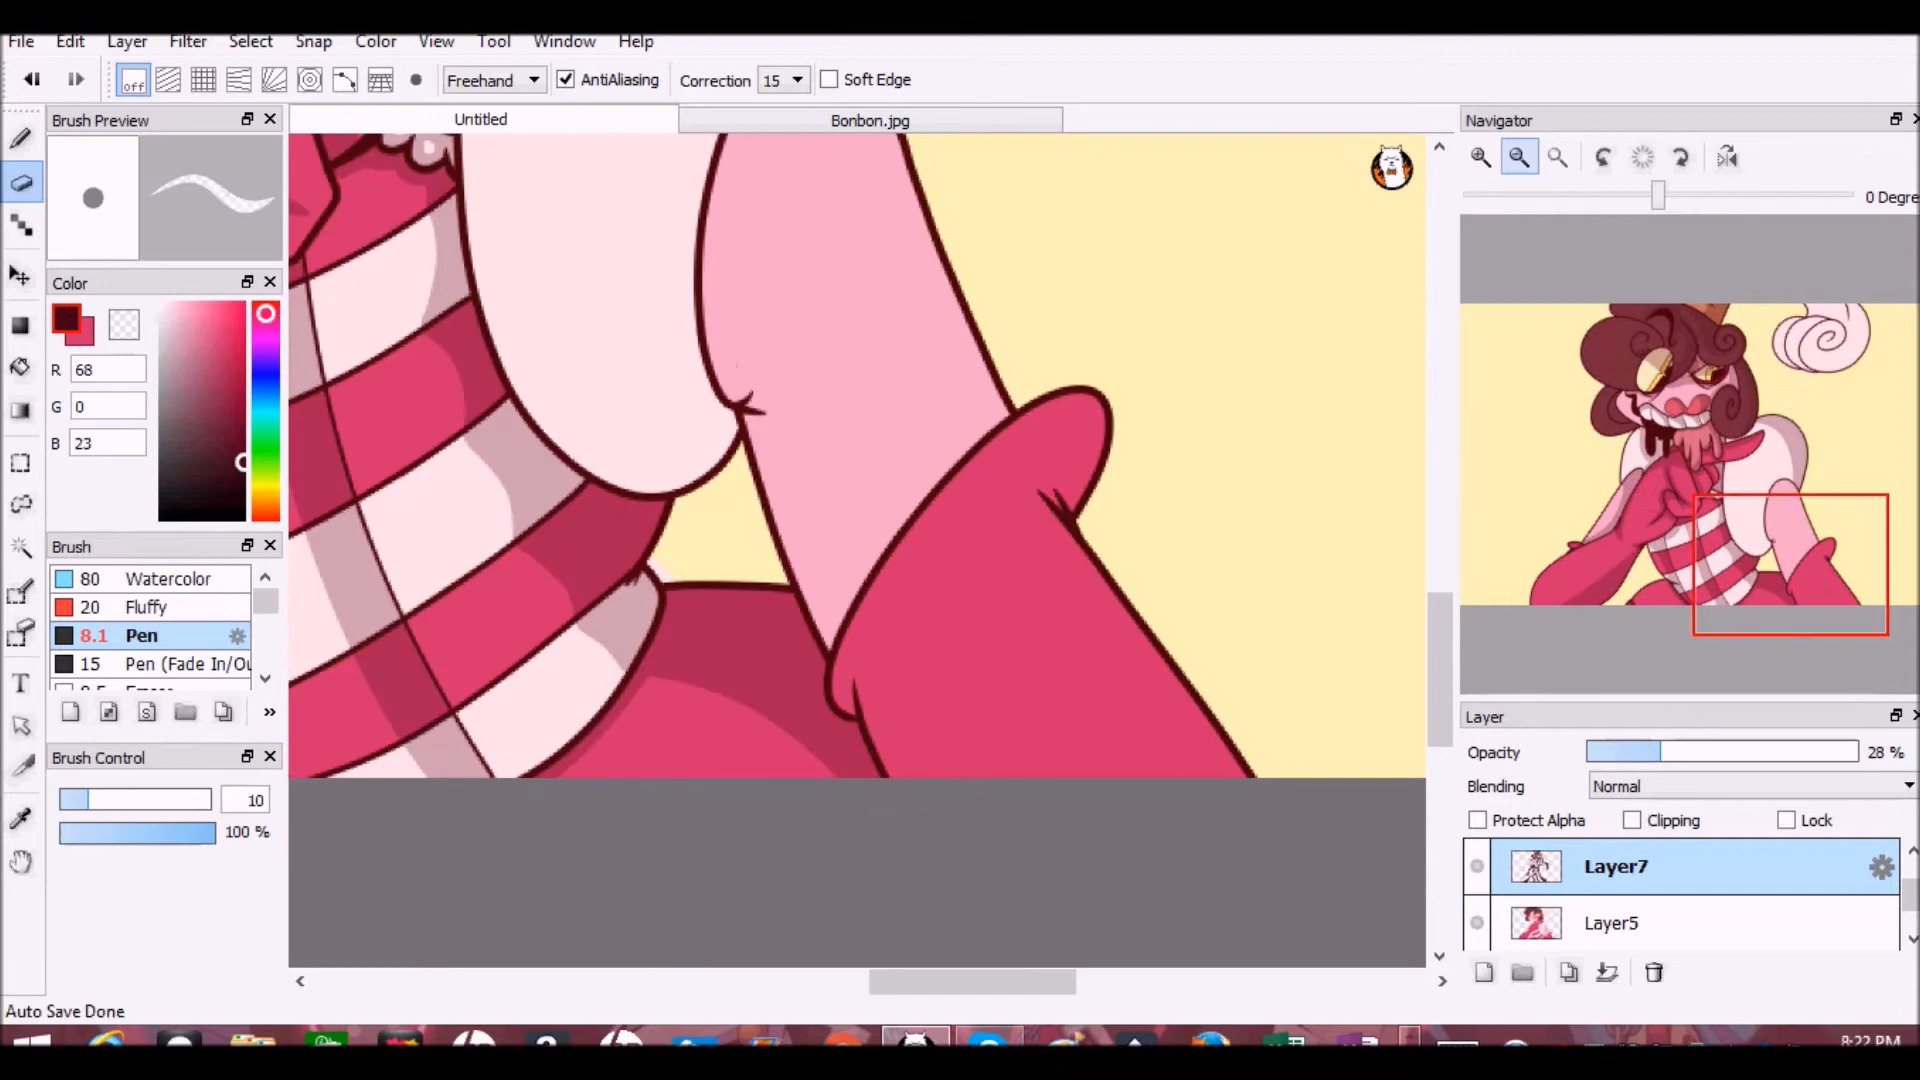 File Edit Layer Filter Select Snap Color View Tool Window Help
off Freehand AntiAliasing Correction 15 Soft Edge
Brush Preview
Untitled
Bonbon.jpg
Navigator
0 Degre
Color
R 68
G 0
B 23
Brush
80 Watercolor
20 Fluffy
8.1 Pen
15 Pen (Fade In/Ou
Brush Control
10
100 %
Layer
Opacity 28 %
Blending Normal
Protect Alpha Clipping Lock
Layer7
Layer5
T
Auto Save Done
8:22 PM